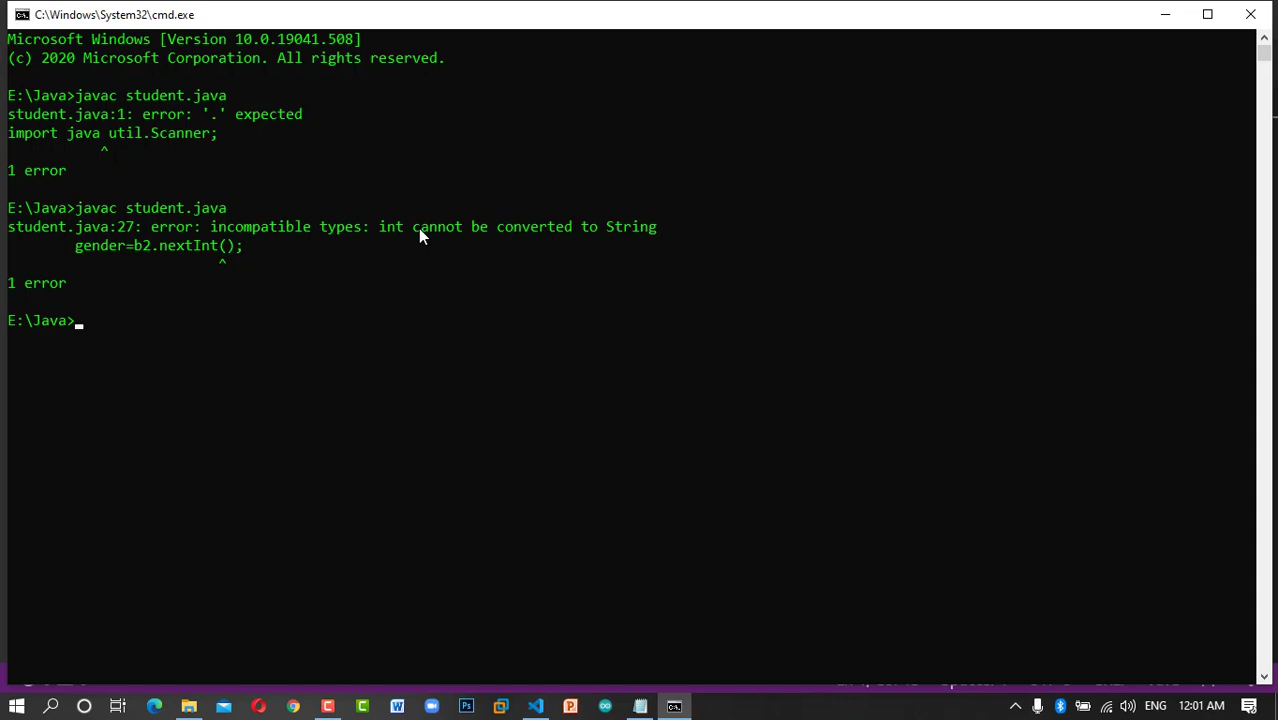 C:\Windows\System32\cmd.exe
Microsoft Windows [Version 10.0.19041.508]
(c) 2020 Microsoft Corporation. All rights reserved.
E:\Java>javac student.java
student.java:1: error: '.' expected
import java util.Scanner;
^
1 error
E:\Java>javac student.java
student.java:27: error: incompatible types: int cannot be converted to String
gender=b2.nextInt();
^
1 error
E:\Java>
ENG 12:01 AM